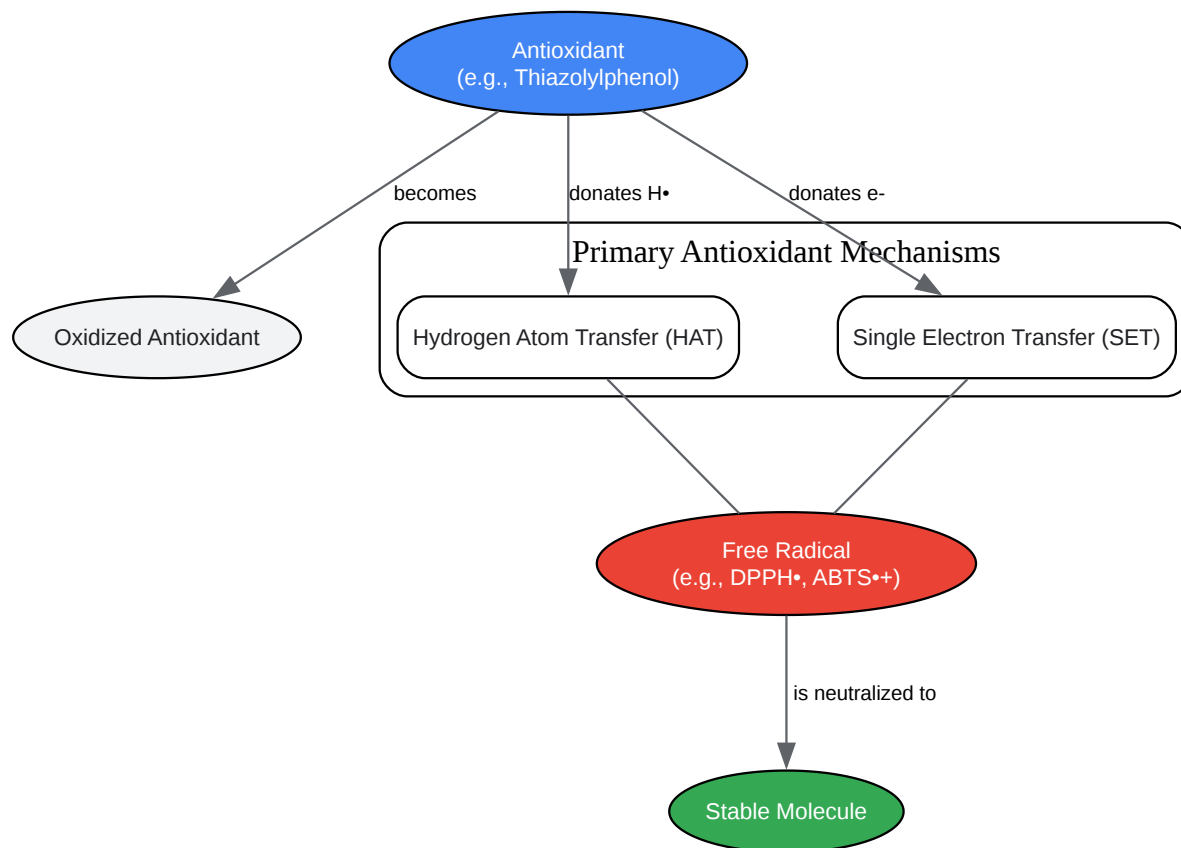 Antioxidant
(e.g., Thiazolylphenol)
becomes
donates H•
donates e-
Primary Antioxidant Mechanisms
Oxidized Antioxidant
Hydrogen Atom Transfer (HAT)
Single Electron Transfer (SET)
Free Radical
(e.g., DPPH•, ABTS•+)
is neutralized to
Stable Molecule